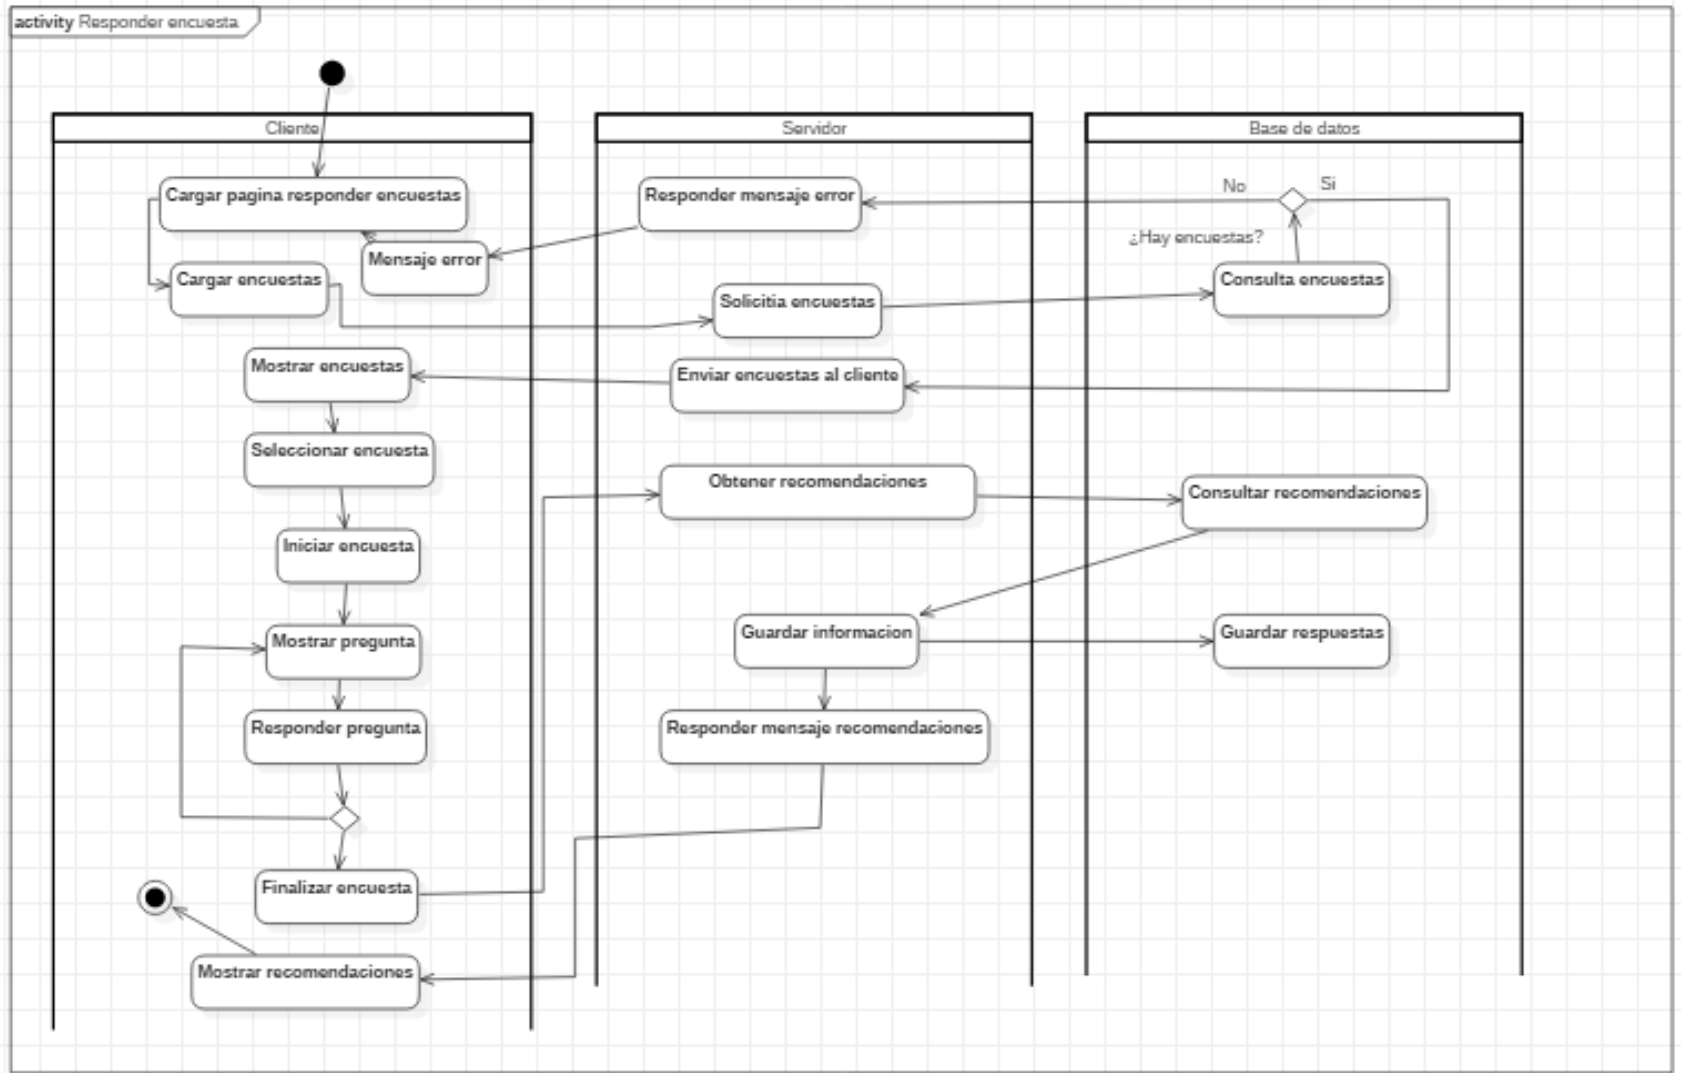 activity Responder encuesta
Cliente
Servidor
Base de datos
Cargar pagina responder encuestas
Responder mensaje error
No
Si
¿Hay encuestas?
Mensaje error
Cargar encuestas
Solicitia encuestas
Consulta encuestas
Mostrar encuestas
Enviar encuestas al cliente
Seleccionar encuesta
Obtener recomendaciones
Consultar recomendaciones
Iniciar encuesta
Mostrar pregunta
Guardar informacion
Guardar respuestas
Responder pregunta
Responder mensaje recomendaciones
Finalizar encuesta
Mostrar recomendaciones